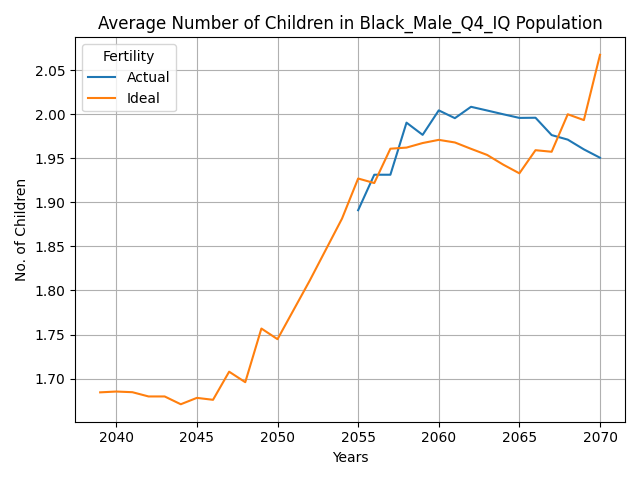 Average Number of Children in Black_Male_Q4_IQ Population
Fertility
Actual
Ideal
No. of Children
2.05
2.00
1.95
1.90
1.85
1.80
1.75
1.70
2040 2045 2050 2055 2060 2065 2070
Years